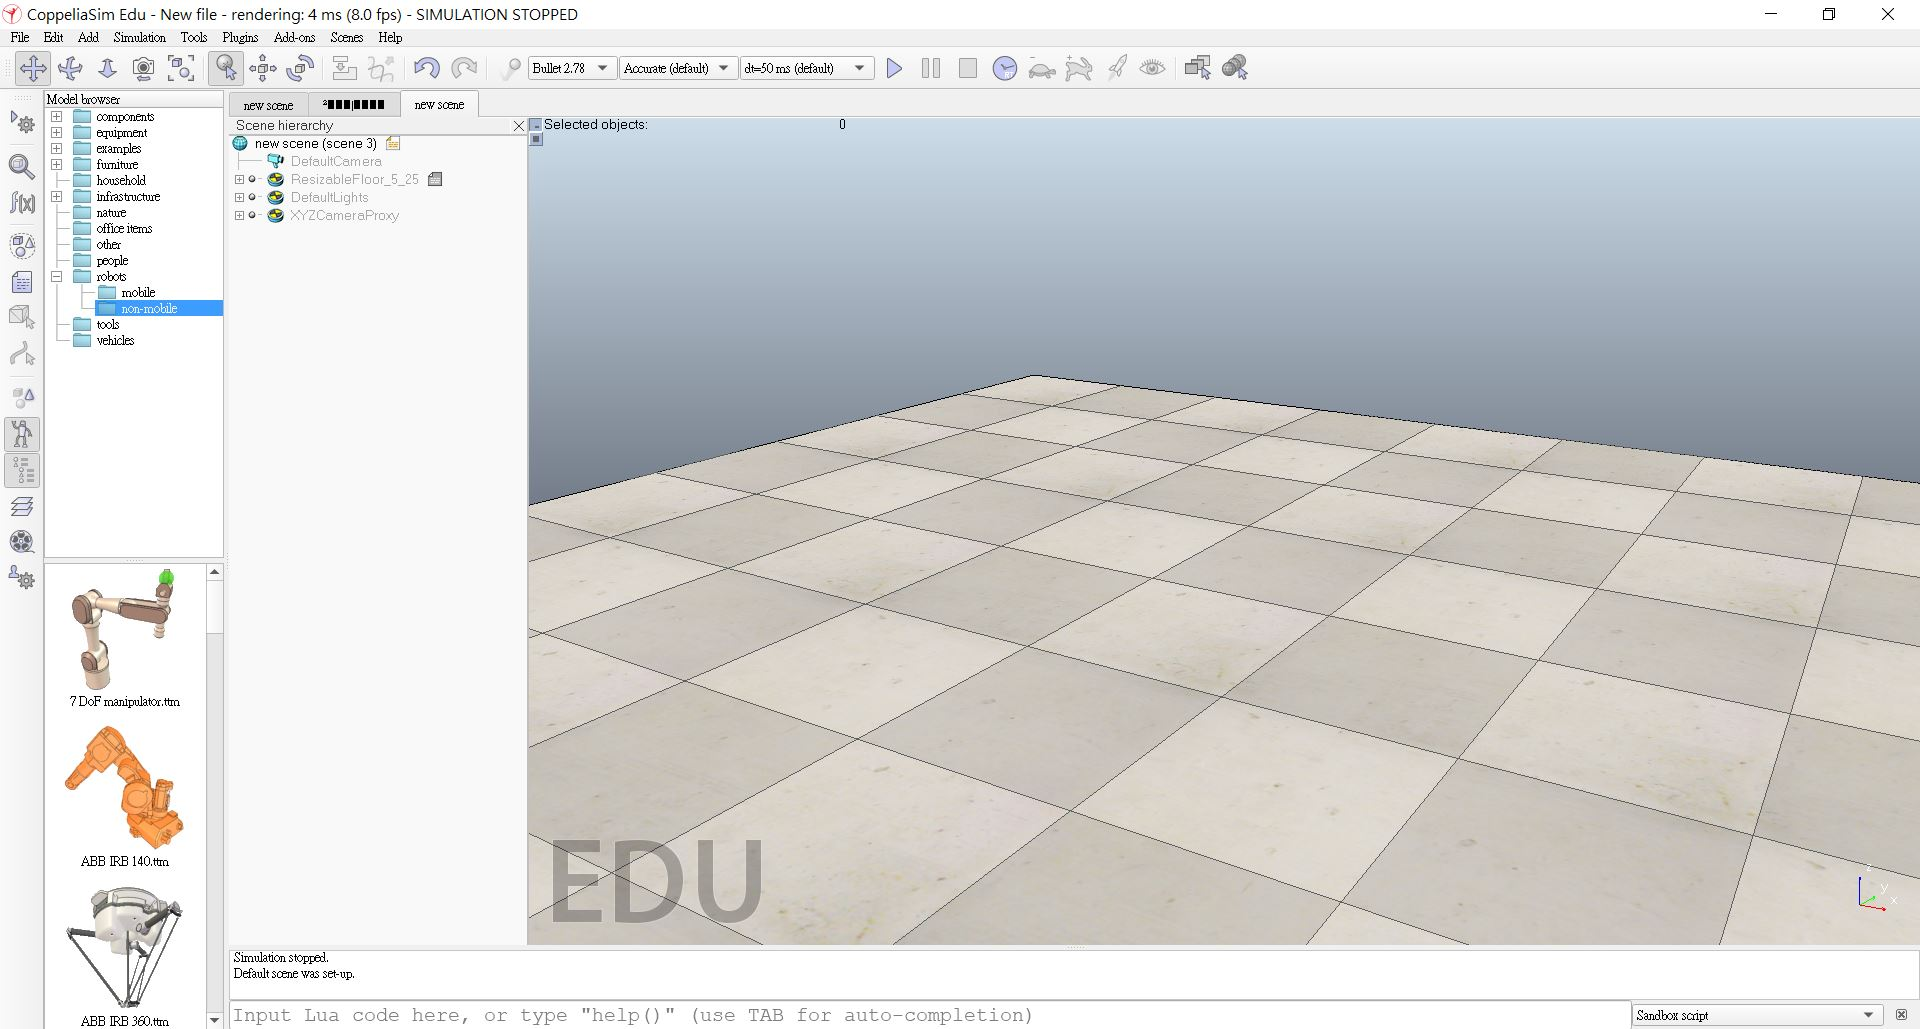 CoppeliaSim Edu - New file - rendering: 4 ms (8.0 fps) - SIMULATION STOPPED
File Edit Add Simulation Tools Plugins Add-ons Scenes Help
Bullet 2.78 Accurate (default) dt=50 ms (default)
Model browser
components
equipment
examples
furniture
household
infrastructure
nature
office items
other
people
robots
mobile
non-mobile
tools
vehicles
7 DoF manipulator.ttm
ABB IRB 140.ttm
ABB IRB 360.ttm
new scene
new scene
Scene hierarchy
new scene (scene 3)
DefaultCamera
ResizableFloor_5_25
DefaultLights
XYZCameraProxy
Selected objects: 0
EDU
z
y
x
Simulation stopped.
Default scene was set-up.
Input Lua code here, or type "help()" (use TAB for auto-completion)
Sandbox script